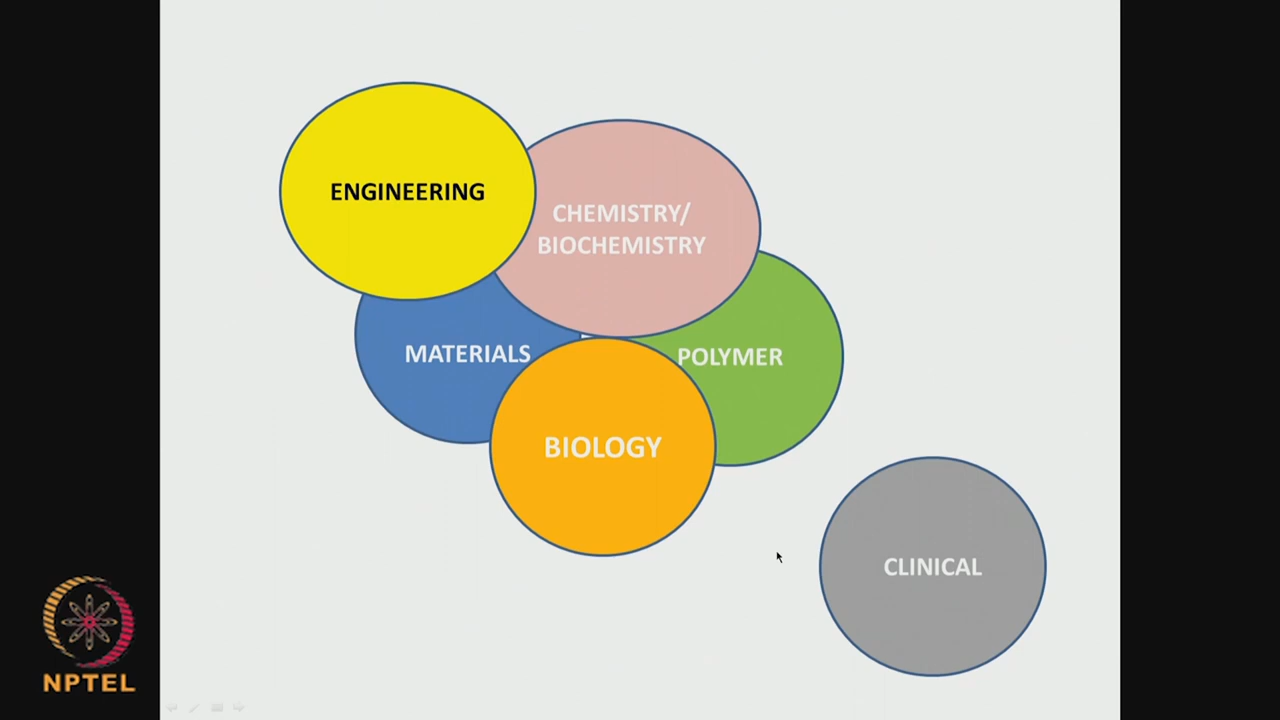 ENGINEERING
CHEMISTRY/
BIOCHEMISTRY
MATERIALS
POLYMER
BIOLOGY
CLINICAL
NPTEL